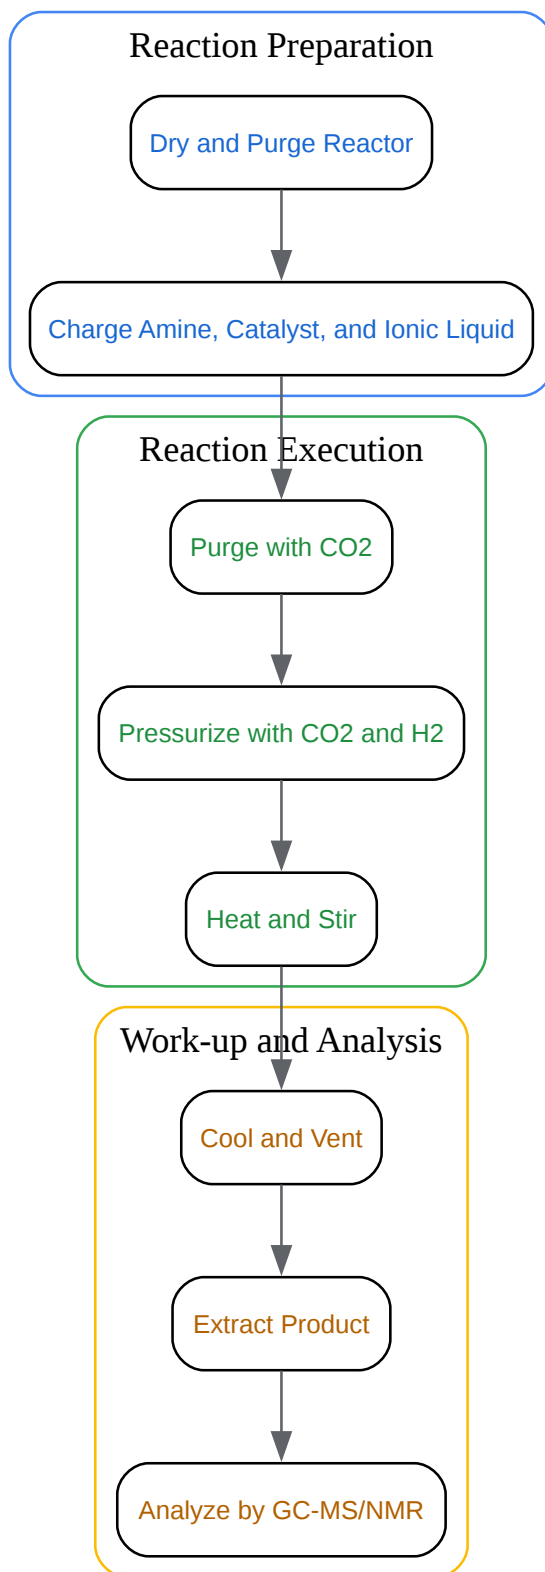 Reaction Preparation
Dry and Purge Reactor
Charge Amine, Catalyst, and Ionic Liquid
Reaction Execution
Purge with CO2
Pressurize with CO2 and H2
Heat and Stir
Work-up and Analysis
Cool and Vent
Extract Product
Analyze by GC-MS/NMR